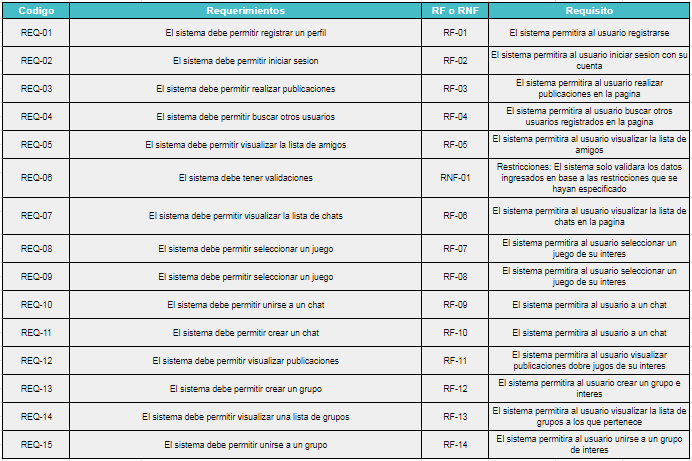 Codigo Requerimientos RF o RNF Requisito
REQ-01 El sistema debe permitir registrar un perfil RF-01 El sistema permitira al usuario registrarse
REQ-02 El sistema debe permitir iniciar sesion RF-02 El sistema permitira al usuario iniciar sesion con su
cuenta
REQ-03 El sistema debe permitir realizar publicaciones RF-03 El sistema permitira al usuario realizar
publicaciones en la pagina
REQ-04 El sistema debe permitir buscar otros usuarios RF-04 El sistema permitira al usuario buscar otros
usuarios registrados en la pagina
REQ-05 El sistema debe permitir visualizar la lista de amigos RF-05 El sistema permitira al usuario visualizar la lista de
amigos
REQ-06 El sistema debe tener validaciones RNF-01 Restricciones: El sistema solo validara los datos
ingresados en base a las restricciones que se
hayan especificado
REQ-07 El sistema debe permitir visualizar la lista de chats RF-06 El sistema permitira al usuario visualizar la lista de
chats en la pagina
REQ-08 El sistema debe permitir seleccionar un juego RF-07 El sistema permitira al usuario seleccionar un
juego de su interes
REQ-09 El sistema debe permitir seleccionar un juego RF-08 El sistema permitira al usuario seleccionar un
juego de su interes
REQ-10 El sistema debe permitir unirse a un chat RF-09 El sistema permitira al usuario a un chat
REQ-11 El sistema debe permitir crear un chat RF-10 El sistema permitira al usuario a un chat
REQ-12 El sistema debe permitir visualizar publicaciones RF-11 El sistema permitira al usuario visualizar
publicaciones dobre jugos de su interes
REQ-13 El sistema debe permitir crear un grupo RF-12 El sistema permitira al usuario crear un grupo e
interes
REQ-14 El sistema debe permitir visualizar una lista de grupos RF-13 El sistema permitira al usuario visualizar la lista de
grupos a los que pertenece
REQ-15 El sistema debe permitir unirse a un grupo RF-14 El sistema permitira al usuario unirse a un grupo
de interes